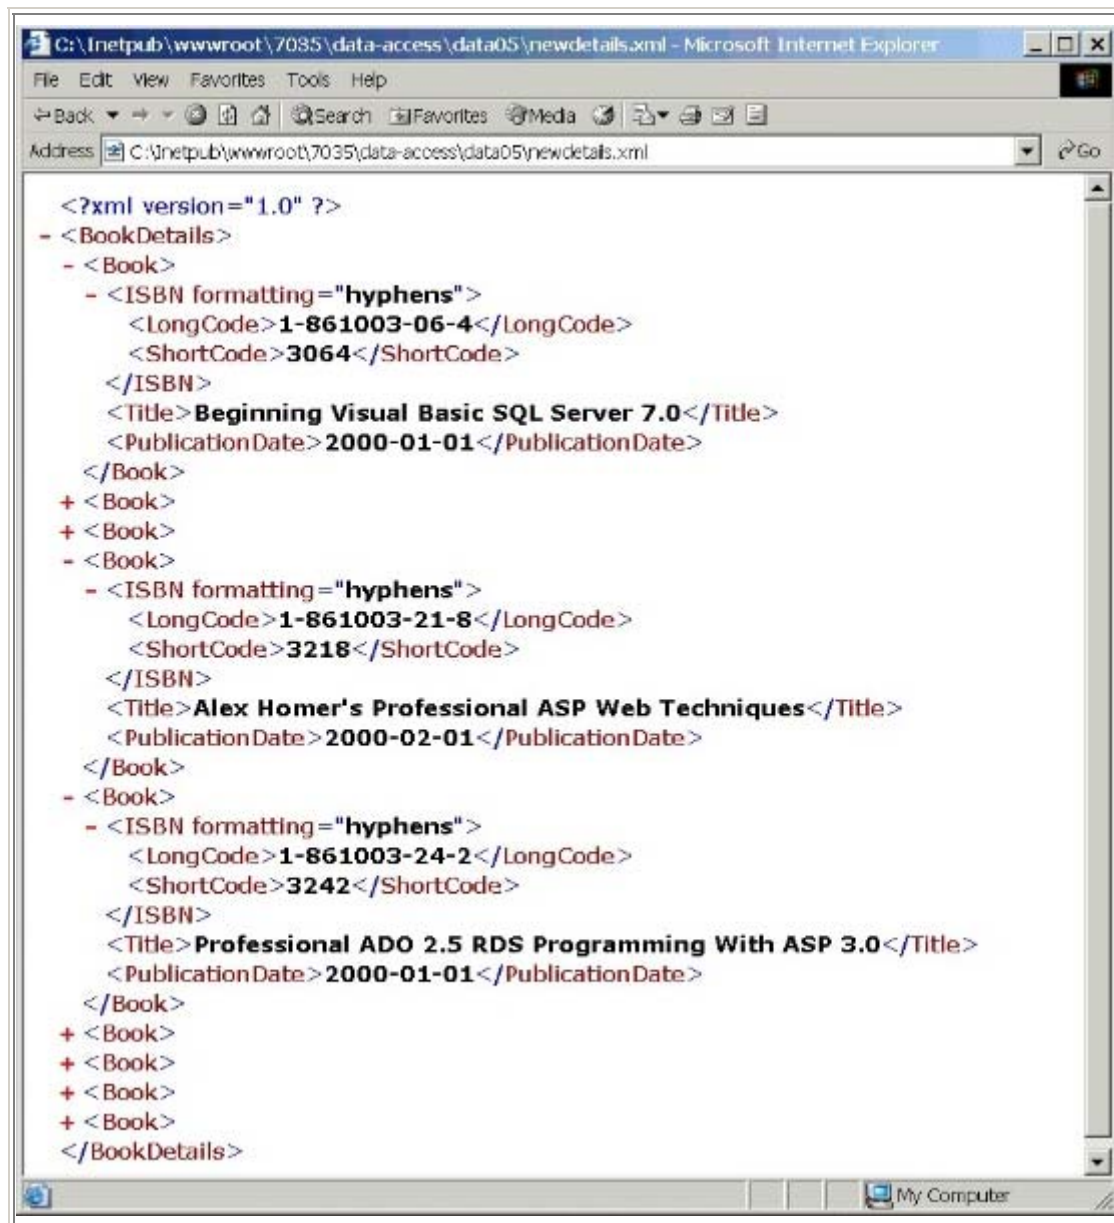 C:\Inetpub\wwwroot\7035\data-access\data05\newdetails.xml - Microsoft Internet Explorer
File Edit View Favorites Tools Help
Back Search Favorites Media
Address C:\Inetpub\wwwroot\7035\data-access\data05\newdetails.xml Go
<?xml version="1.0" ?>
- <BookDetails>
- <Book>
- <ISBN formatting="hyphens">
<LongCode>1-861003-06-4</LongCode>
<ShortCode>3064</ShortCode>
</ISBN>
<Title>Beginning Visual Basic SQL Server 7.0</Title>
<PublicationDate>2000-01-01</PublicationDate>
</Book>
+ <Book>
+ <Book>
- <Book>
- <ISBN formatting="hyphens">
<LongCode>1-861003-21-8</LongCode>
<ShortCode>3218</ShortCode>
</ISBN>
<Title>Alex Homer's Professional ASP Web Techniques</Title>
<PublicationDate>2000-02-01</PublicationDate>
</Book>
- <Book>
- <ISBN formatting="hyphens">
<LongCode>1-861003-24-2</LongCode>
<ShortCode>3242</ShortCode>
</ISBN>
<Title>Professional ADO 2.5 RDS Programming With ASP 3.0</Title>
<PublicationDate>2000-01-01</PublicationDate>
</Book>
+ <Book>
+ <Book>
+ <Book>
+ <Book>
</BookDetails>
My Computer